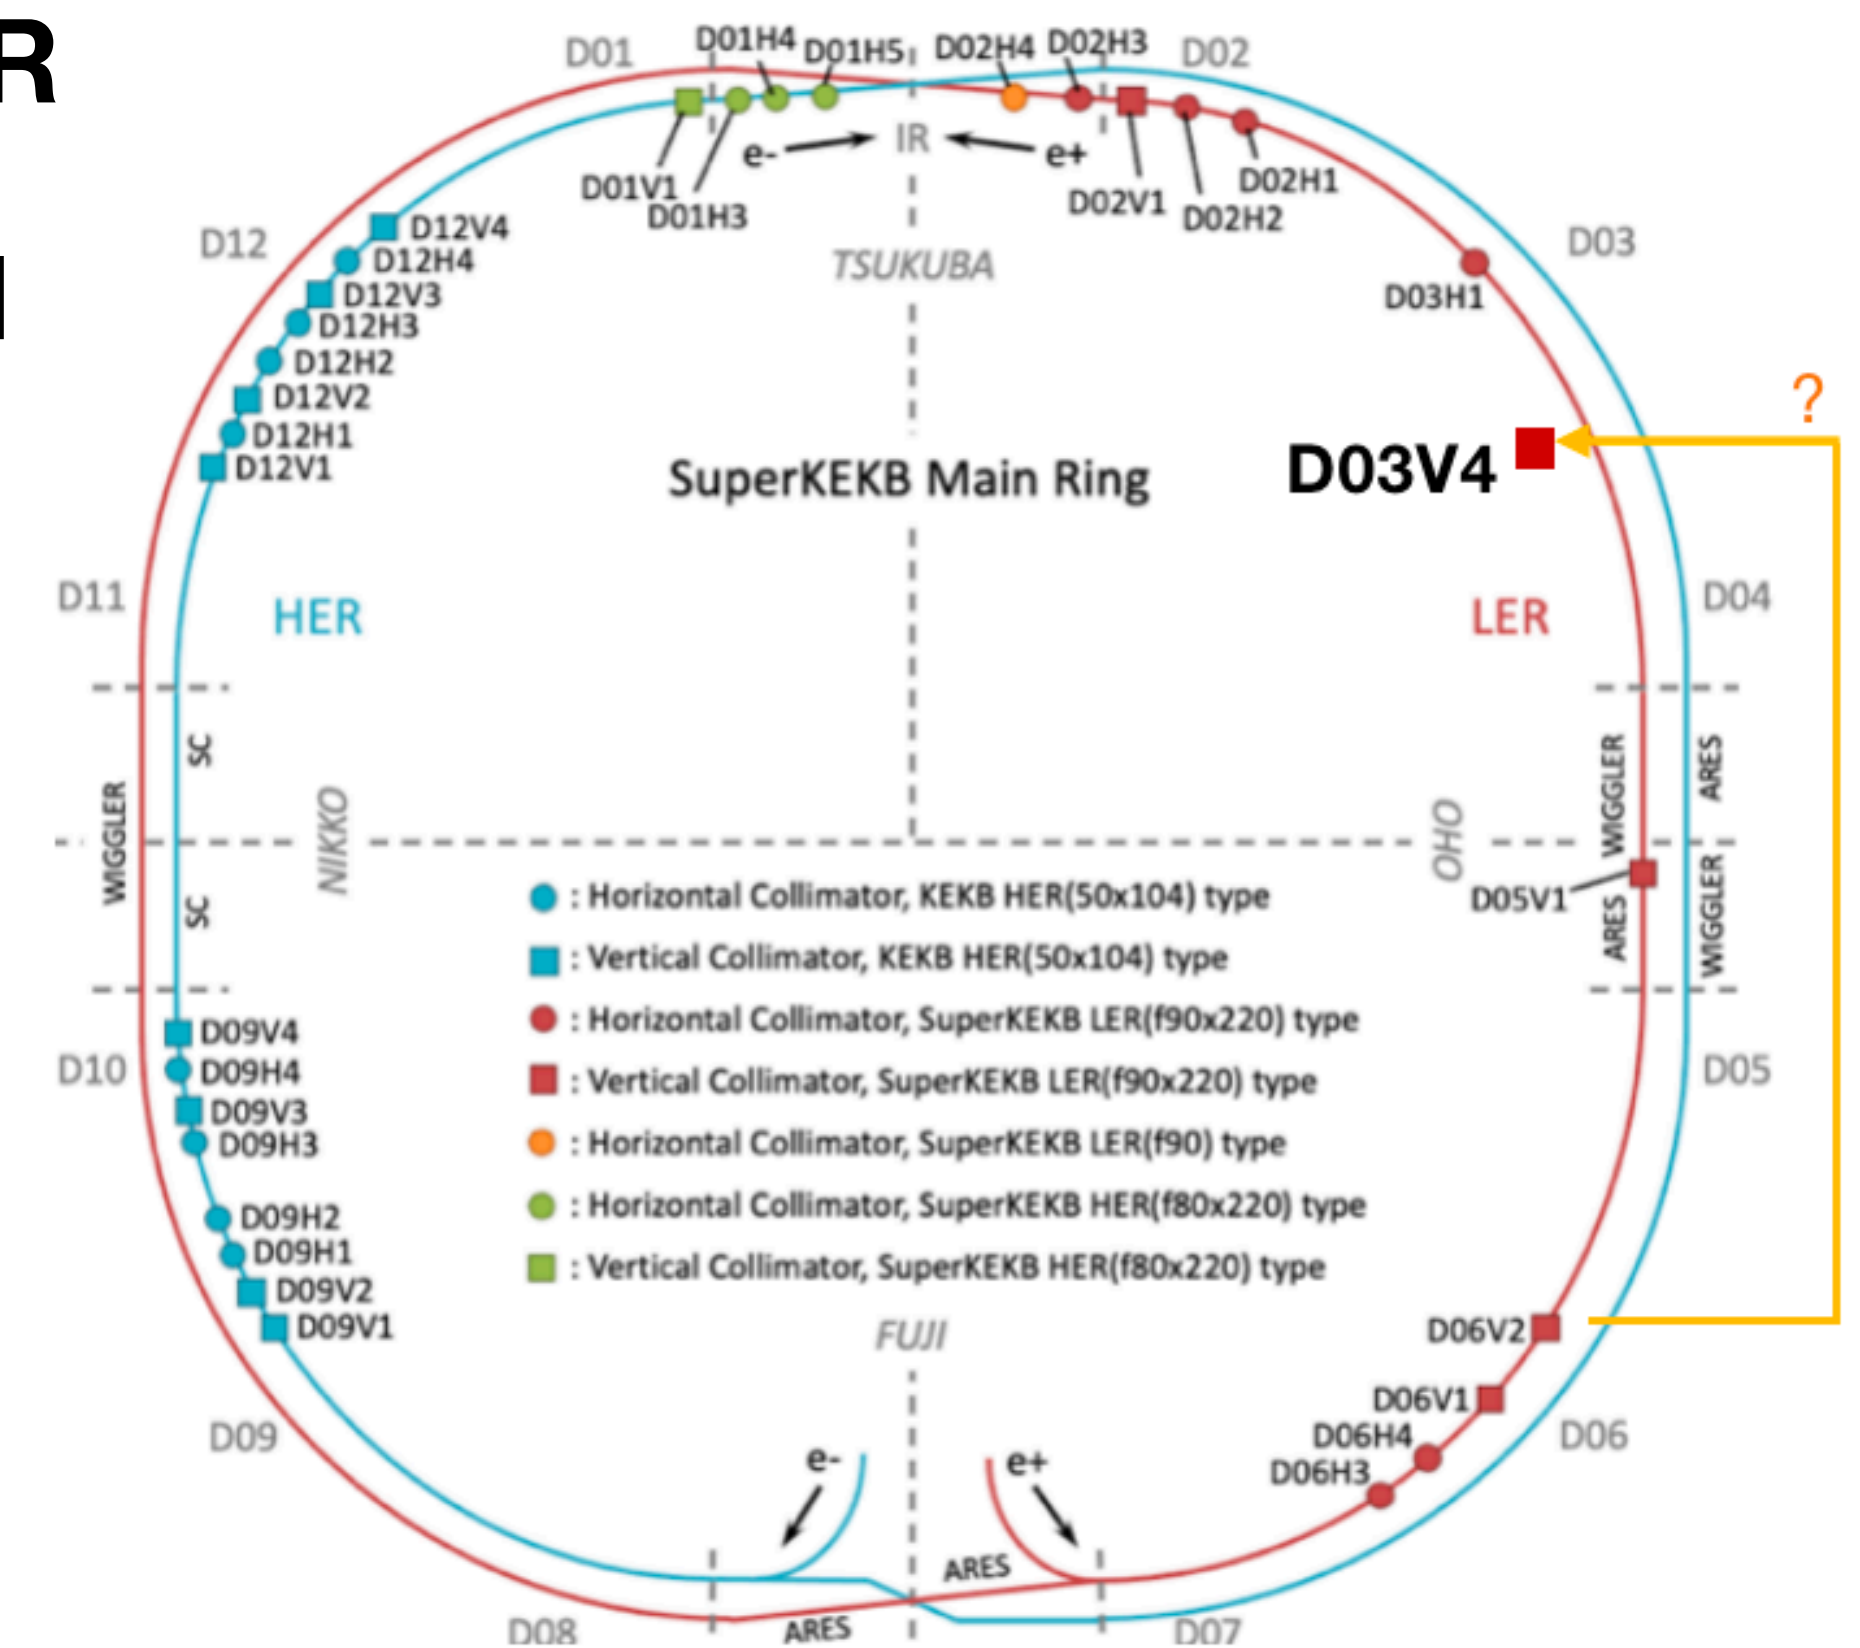 R
D01
D01H4
D01H5
D02H4
D02H3
D02
e-
IR
e+
D01V1
D01H3
D02V1
D02H2
D02H1
D12
D12V4
D12H4
D12V3
D12H3
D12H2
D12V2
D12H1
D12V1
TSUKUBA
D03
D03H1
?
SuperKEKB Main Ring
D03V4
D11
HER
LER
D04
SC
WIGGLER
SC
NIKKO
OHO
WIGGLER
ARES
D05V1
ARES
WIGGLER
: Horizontal Collimator, KEKB HER(50x104) type
: Vertical Collimator, KEKB HER(50x104) type
: Horizontal Collimator, SuperKEKB LER(f90x220) type
: Vertical Collimator, SuperKEKB LER(f90x220) type
: Horizontal Collimator, SuperKEKB LER(f90) type
: Horizontal Collimator, SuperKEKB HER(f80x220) type
: Vertical Collimator, SuperKEKB HER(f80x220) type
D10
D09V4
D09H4
D09V3
D09H3
D09H2
D09H1
D09V2
D09V1
D05
FUJI
D06V2
D06V1
D06H4
D06H3
D09
D06
e-
e+
ARES
D08
ARES
D07